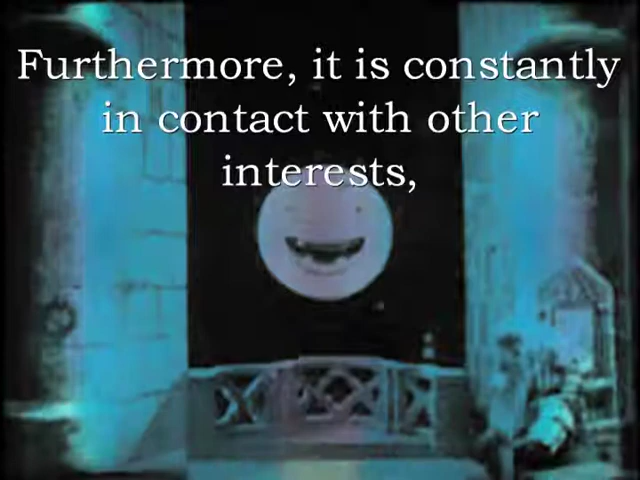 Furthermore, it is constantly
in contact with other
interests,